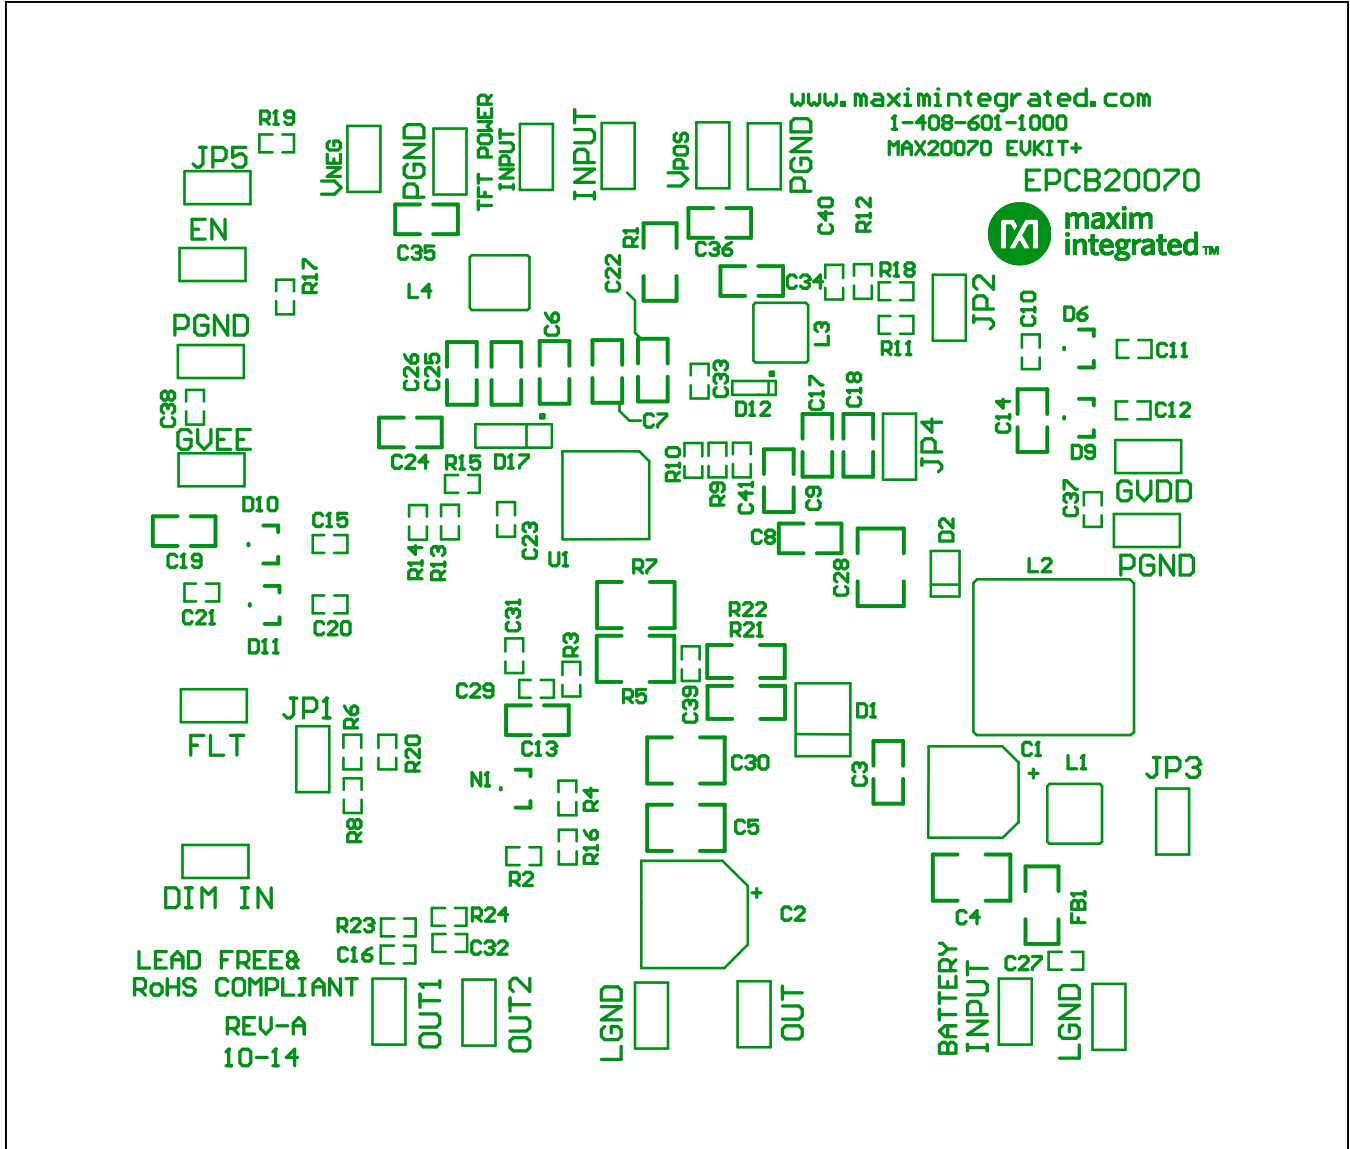 www.maximintegrated.com
1-408-601-1000
MAX20070 EVKIT+
EPCB20070
maxim
integrated™
R19
JP5
VNEG
PGND
TFT POWER
INPUT
INPUT
VPOS
PGND
C40
R12
EN
C35
R1
C36
R17
L4
C22
C34
R18
JP2
PGND
C6
L3
R11
C10
D6
C11
C26
C25
C33
C38
D12
C17
C18
C14
C12
GVEE
C24
C7
JP4
D9
R15
D17
R10
R9
C41
C9
GVDD
C37
D10
C15
C19
R14
R13
C23
U1
C8
D2
C28
PGND
R7
L2
C21
C20
D11
C31
R3
R22
R21
C29
R5
C39
JP1
R6
D1
FLT
R20
C13
C30
C3
C1
+
L1
JP3
N1
R4
R8
C5
R16
R2
DIM IN
+
C2
C4
FB1
R23
R24
C16
C32
C27
LEAD FREE&
RoHS COMPLIANT
REV-A
10-14
OUT1
OUT2
LGND
OUT
BATTERY
INPUT
LGND